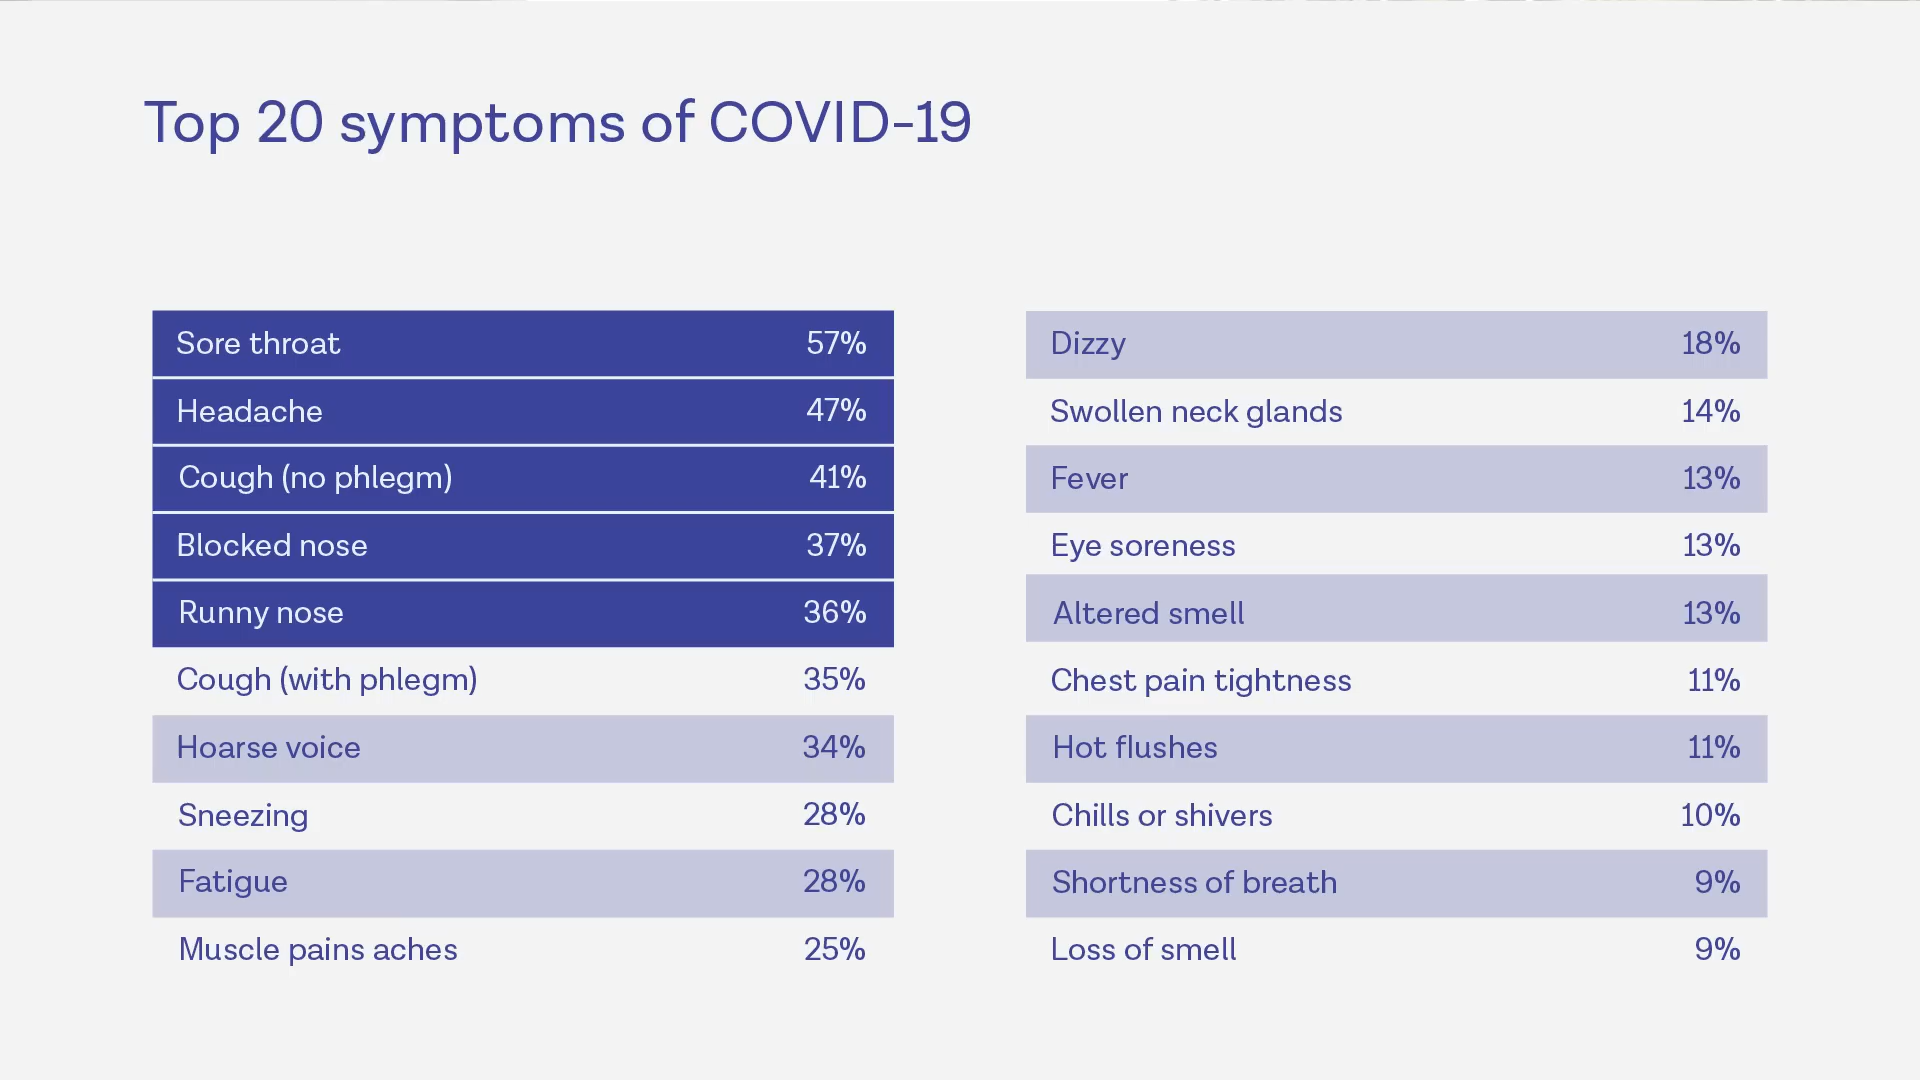 Top 20 symptoms of COVID-19
Sore throat 57%
Headache 47%
Cough (no phlegm) 41%
Blocked nose 37%
Runny nose 36%
Cough (with phlegm) 35%
Hoarse voice 34%
Sneezing 28%
Fatigue 28%
Muscle pains aches 25%
Dizzy 18%
Swollen neck glands 14%
Fever 13%
Eye soreness 13%
Altered smell 13%
Chest pain tightness 11%
Hot flushes 11%
Chills or shivers 10%
Shortness of breath 9%
Loss of smell 9%